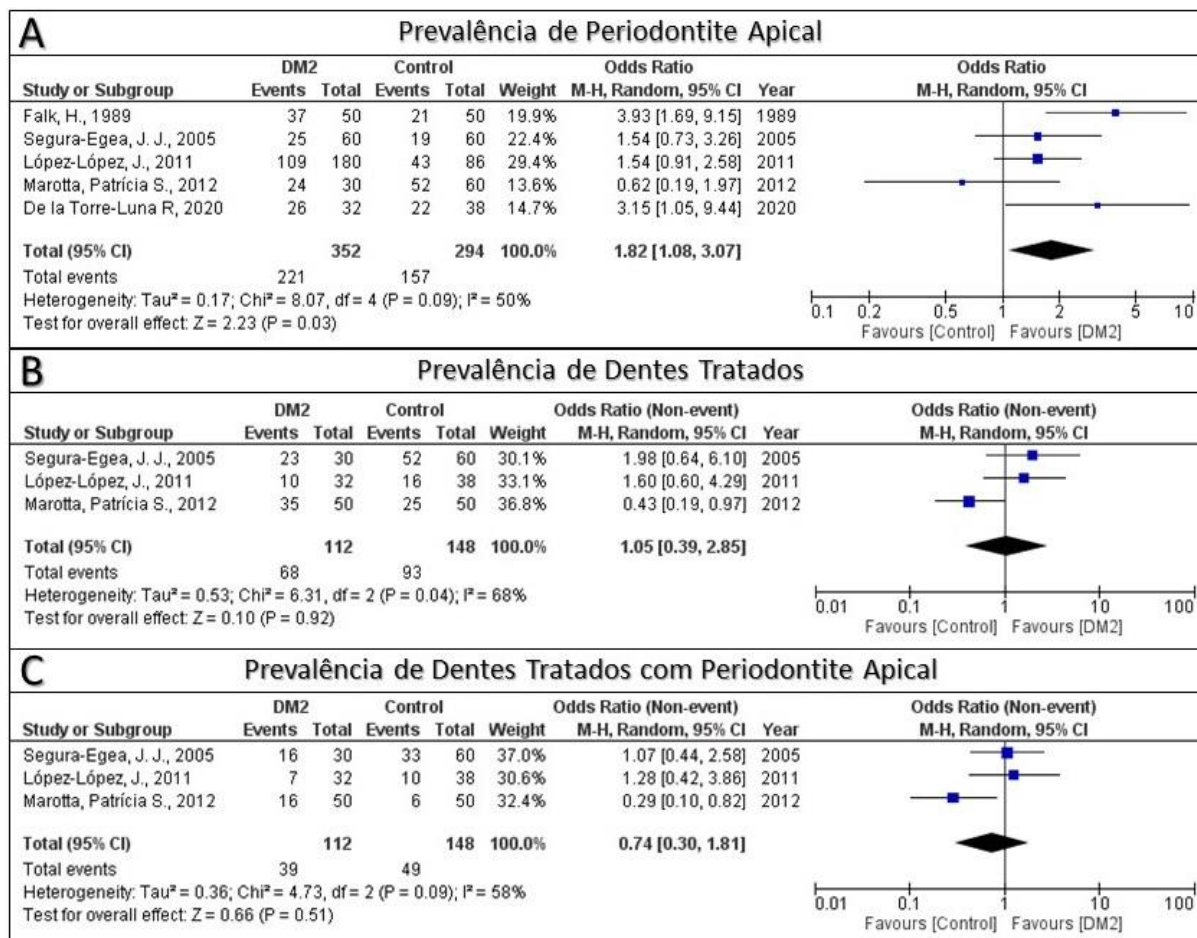 A Prevalência de Periodontite Apical
DM2 Control Odds Ratio Odds Ratio
Study or Subgroup Events Total Events Total Weight M-H, Random, 95% CI Year M-H, Random, 95% CI
Falk, H., 1989 37 50 21 50 19.9% 3.93 [1.69, 9.15] 1989
Segura-Egea, J. J., 2005 25 60 19 60 22.4% 1.54 [0.73, 3.26] 2005
López-López, J., 2011 109 180 43 86 29.4% 1.54 [0.91, 2.58] 2011
Marotta, Patrícia S., 2012 24 30 52 60 13.6% 0.62 [0.19, 1.97] 2012
De la Torre-Luna R, 2020 26 32 22 38 14.7% 3.15 [1.05, 9.44] 2020
Total (95% CI) 352 294 100.0% 1.82 [1.08, 3.07]
Total events 221 157
Heterogeneity: Tau² = 0.17; Chi² = 8.07, df = 4 (P = 0.09); I² = 50%
Test for overall effect: Z = 2.23 (P = 0.03)
0.1 0.2 0.5 1 2 5 10
Favours [Control] Favours [DM2]
B Prevalência de Dentes Tratados
DM2 Control Odds Ratio (Non-event) Odds Ratio (Non-event)
Study or Subgroup Events Total Events Total Weight M-H, Random, 95% CI Year M-H, Random, 95% CI
Segura-Egea, J. J., 2005 23 30 52 60 30.1% 1.98 [0.64, 6.10] 2005
López-López, J., 2011 10 32 16 38 33.1% 1.60 [0.60, 4.29] 2011
Marotta, Patrícia S., 2012 35 50 25 50 36.8% 0.43 [0.19, 0.97] 2012
Total (95% CI) 112 148 100.0% 1.05 [0.39, 2.85]
Total events 68 93
Heterogeneity: Tau² = 0.53; Chi² = 6.31, df = 2 (P = 0.04); I² = 68%
Test for overall effect: Z = 0.10 (P = 0.92)
0.01 0.1 1 10 100
Favours [Control] Favours [DM2]
C Prevalência de Dentes Tratados com Periodontite Apical
DM2 Control Odds Ratio (Non-event) Odds Ratio (Non-event)
Study or Subgroup Events Total Events Total Weight M-H, Random, 95% CI Year M-H, Random, 95% CI
Segura-Egea, J. J., 2005 16 30 33 60 37.0% 1.07 [0.44, 2.58] 2005
López-López, J., 2011 7 32 10 38 30.6% 1.28 [0.42, 3.86] 2011
Marotta, Patrícia S., 2012 16 50 6 50 32.4% 0.29 [0.10, 0.82] 2012
Total (95% CI) 112 148 100.0% 0.74 [0.30, 1.81]
Total events 39 49
Heterogeneity: Tau² = 0.36; Chi² = 4.73, df = 2 (P = 0.09); I² = 58%
Test for overall effect: Z = 0.66 (P = 0.51)
0.01 0.1 1 10 100
Favours [Control] Favours [DM2]